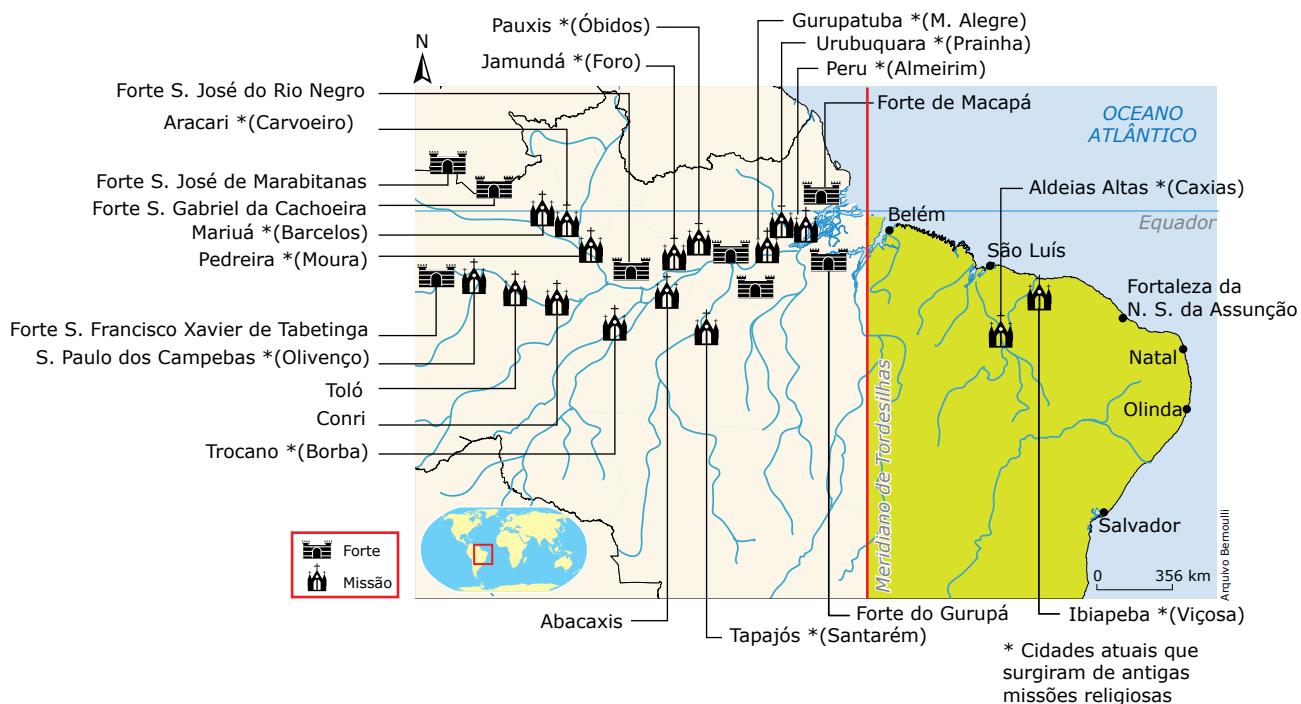 Pauxis *(Óbidos)
Gurupatuba *(M. Alegre)
Urubuquara *(Prainha)
Jamundá *(Foro)
Peru *(Almeirim)
N
Forte S. José do Rio Negro
Forte de Macapá
OCEANO
ATLÂNTICO
Aracari *(Carvoeiro)
Forte S. José de Marabitanas
Aldeias Altas *(Caxias)
Forte S. Gabriel da Cachoeira
Belém
Equador
Mariuá *(Barcelos)
São Luís
Pedreira *(Moura)
Fortaleza da
N. S. da Assunção
Forte S. Francisco Xavier de Tabetinga
S. Paulo dos Campebas *(Olivenço)
Natal
Toló
Olinda
Conri
Trocano *(Borba)
Meridiano de Tordesilhas
Salvador
Forte
Missão
0 356 km
Arquivo Bernoulli
Abacaxis
Tapajós *(Santarém)
Forte do Gurupá
Ibiapeba *(Viçosa)
* Cidades atuais que
surgiram de antigas
missões religiosas